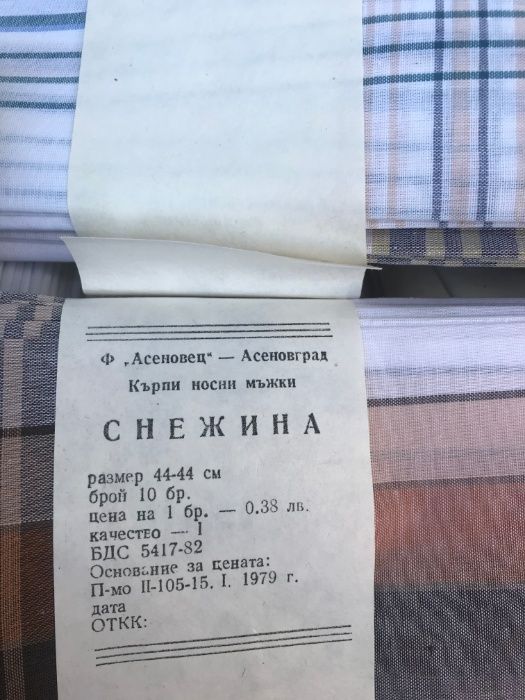 Ф „Асеновец“ — Асеновград
Кърпи носни мъжки
СНЕЖИНА
размер 44-44 см
брой 10 бр.
цена на 1 бр. — 0.38 лв.
качество — I
БДС 5417-82
Основание за цената:
П-мо II-105-15. I. 1979 г.
дата
ОТКК: